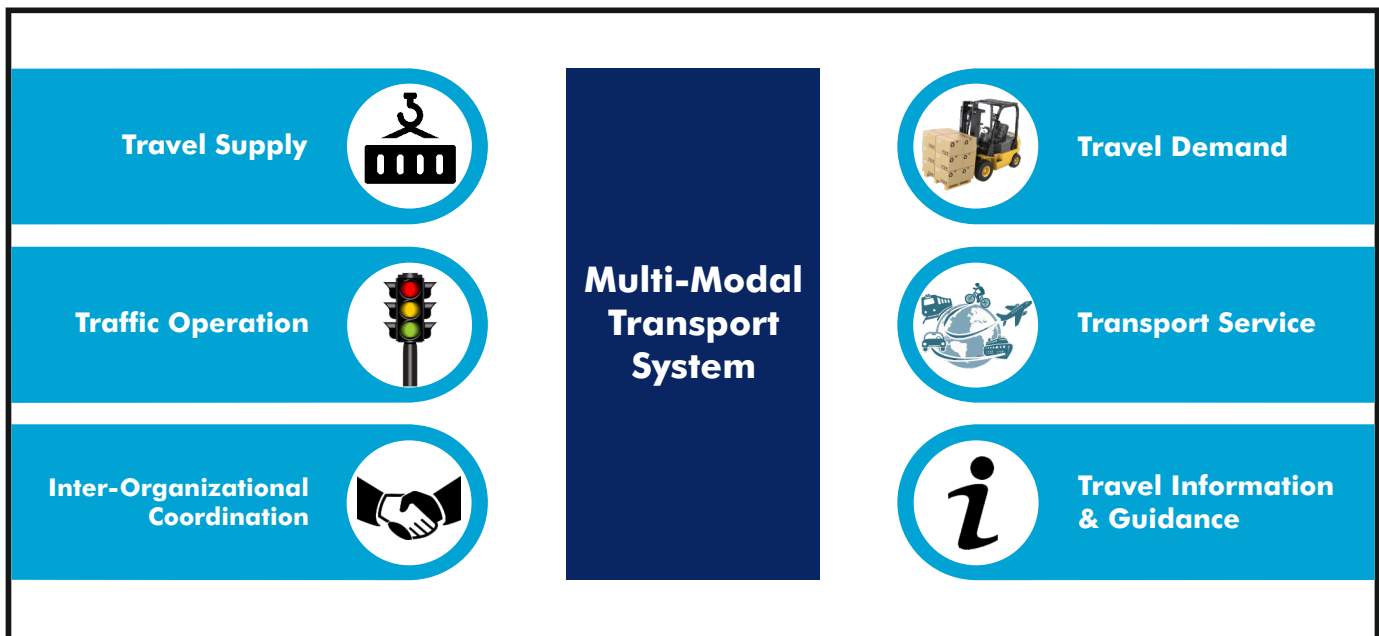 Travel Supply
Traffic Operation
Inter-Organizational
Coordination
Multi-Modal
Transport
System
Travel Demand
Transport Service
Travel Information
& Guidance